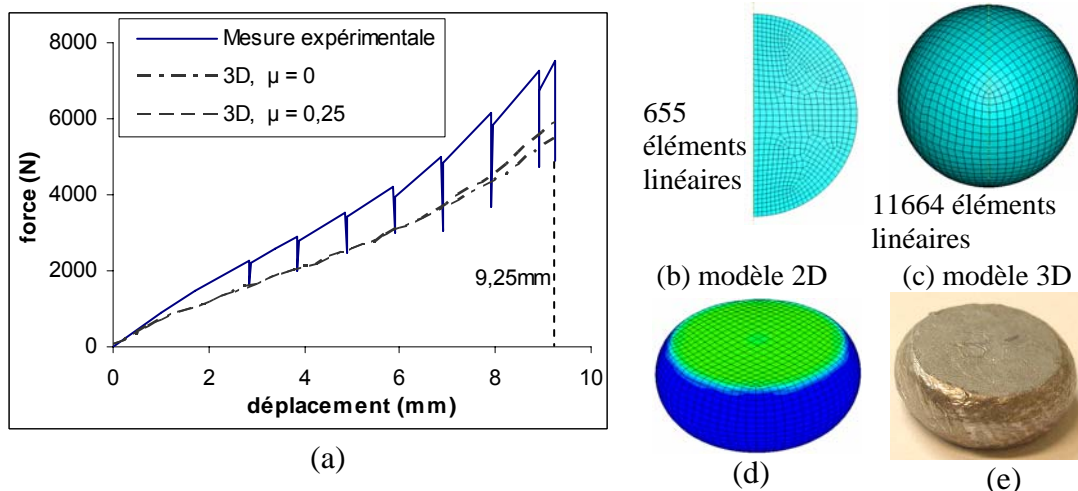 8000
6000
4000
2000
0
force (N)
Mesure expérimentale
3D, µ = 0
3D, µ = 0,25
9,25mm
0 2 4 6 8 10
déplacement (mm)
(a)
655
éléments
linéaires
(b) modèle 2D
11664 éléments
linéaires
(c) modèle 3D
(d)
(e)